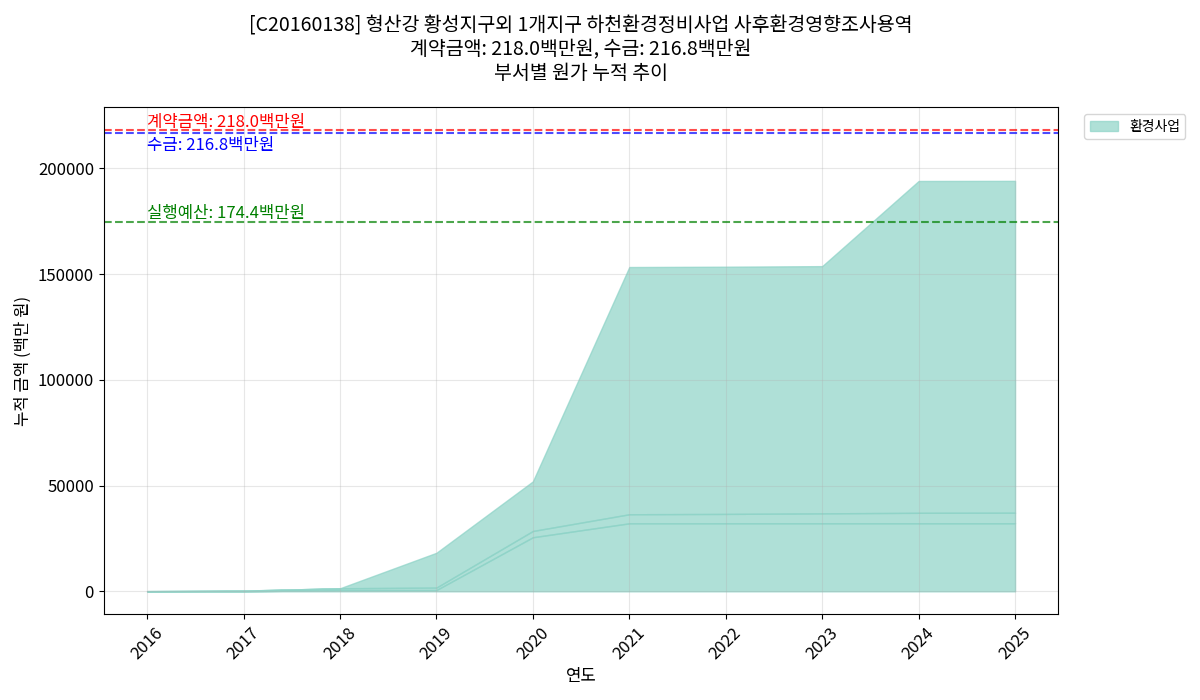 [C20160138] 형산강 황성지구외 1개지구 하천환경정비사업 사후환경영향조사용역
계약금액: 218.0백만원, 수금: 216.8백만원
부서별 원가 누적 추이
계약금액: 218.0백만원
수금: 216.8백만원
실행예산: 174.4백만원
환경사업
누적 금액 (백만 원)
200000
150000
100000
50000
0
2016 2017 2018 2019 2020 2021 2022 2023 2024 2025
연도